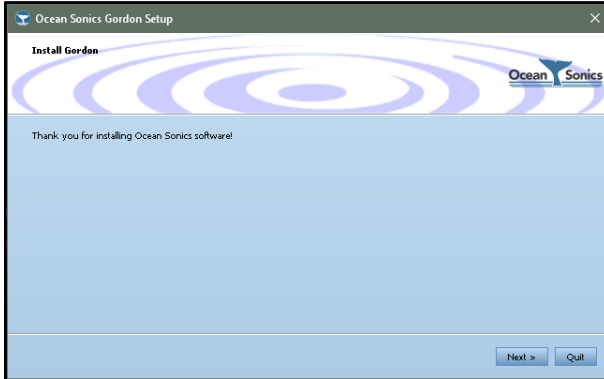 Ocean Sonics Gordon Setup
Install Gordon
Ocean Sonics
Thank you for installing Ocean Sonics software!
Next » Quit